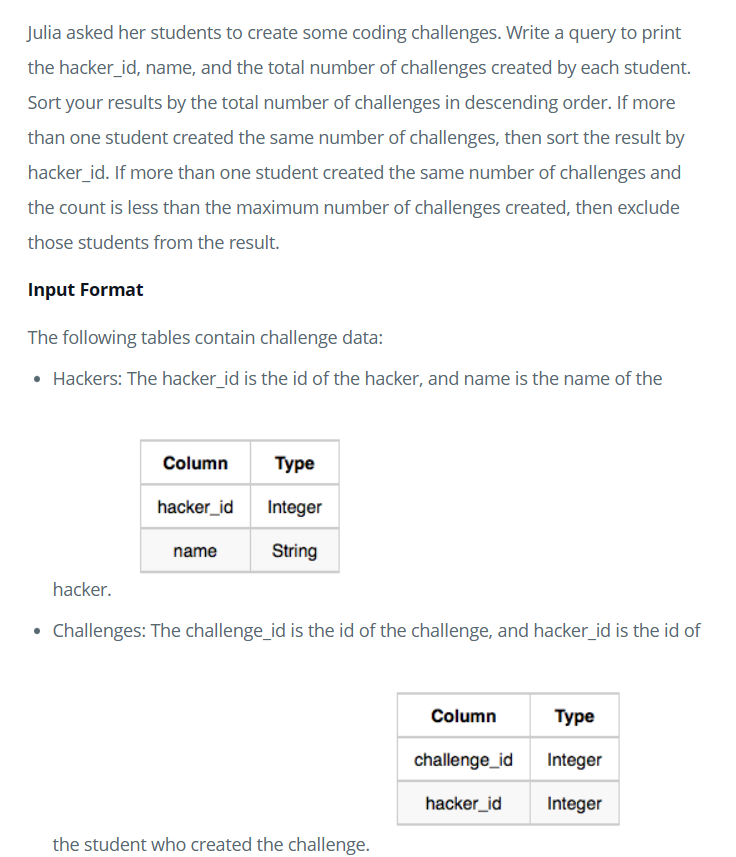 Julia asked her students to create some coding challenges. Write a query to print
the hacker_id, name, and the total number of challenges created by each student.
Sort your results by the total number of challenges in descending order. If more
than one student created the same number of challenges, then sort the result by
hacker_id. If more than one student created the same number of challenges and
the count is less than the maximum number of challenges created, then exclude
those students from the result.
Input Format
The following tables contain challenge data:
• Hackers: The hacker_id is the id of the hacker, and name is the name of the
Column Type
hacker_id Integer
name String
hacker.
• Challenges: The challenge_id is the id of the challenge, and hacker_id is the id of
Column Type
challenge_id Integer
hacker_id Integer
the student who created the challenge.